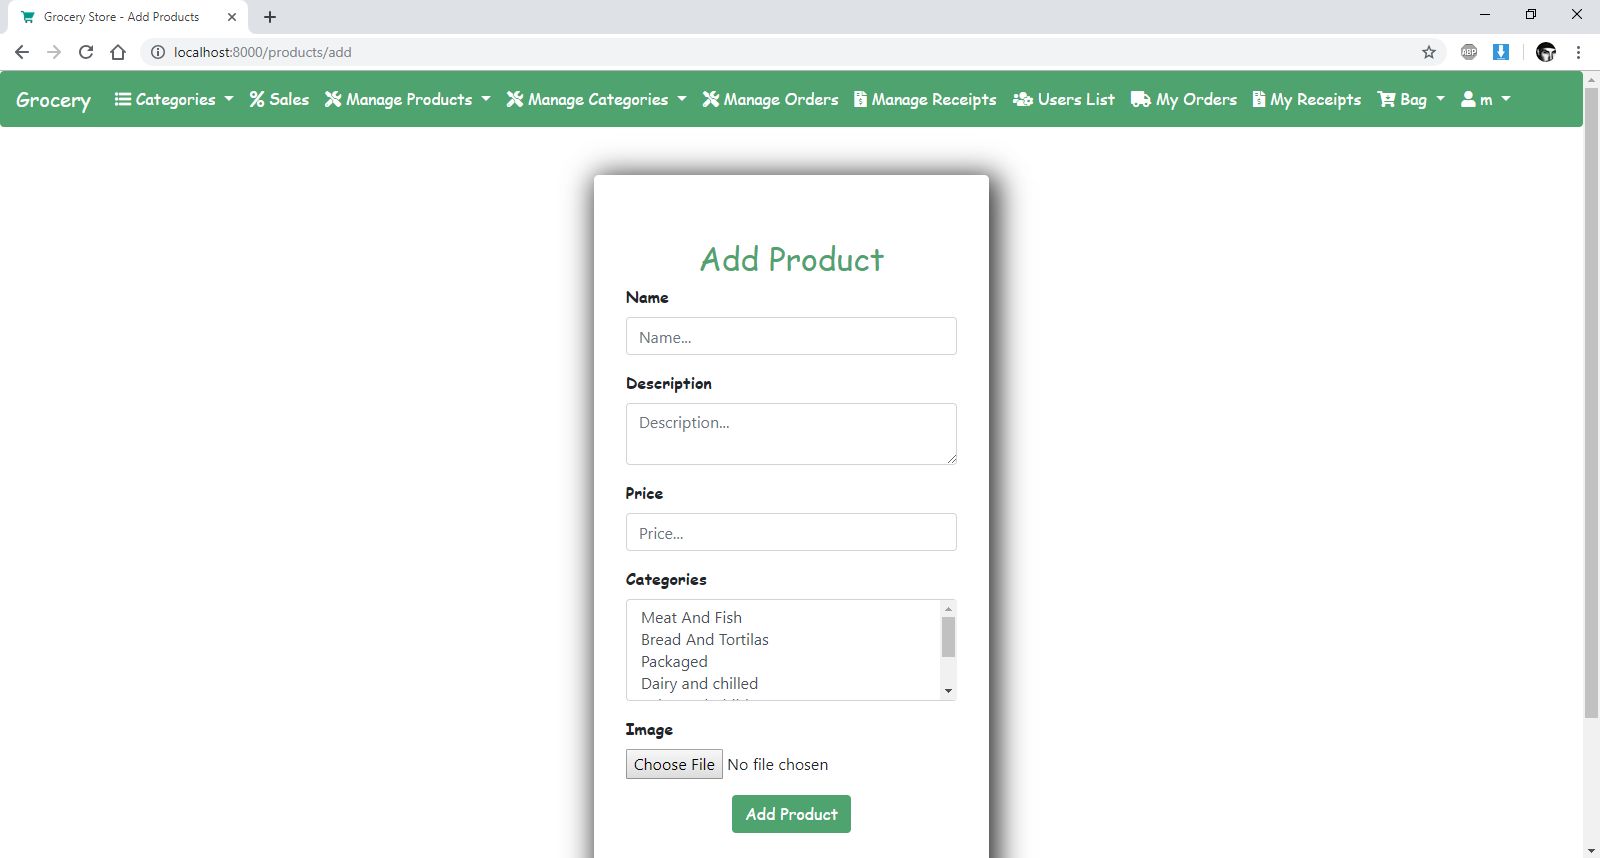 Grocery Store - Add Products
localhost:8000/products/add
ABP
Grocery Categories Sales Manage Products Manage Categories Manage Orders Manage Receipts Users List My Orders My Receipts Bag m
Add Product
Name
Name...
Description
Description...
Price
Price...
Categories
Meat And Fish
Bread And Tortilas
Packaged
Dairy and chilled
Image
Choose File No file chosen
Add Product